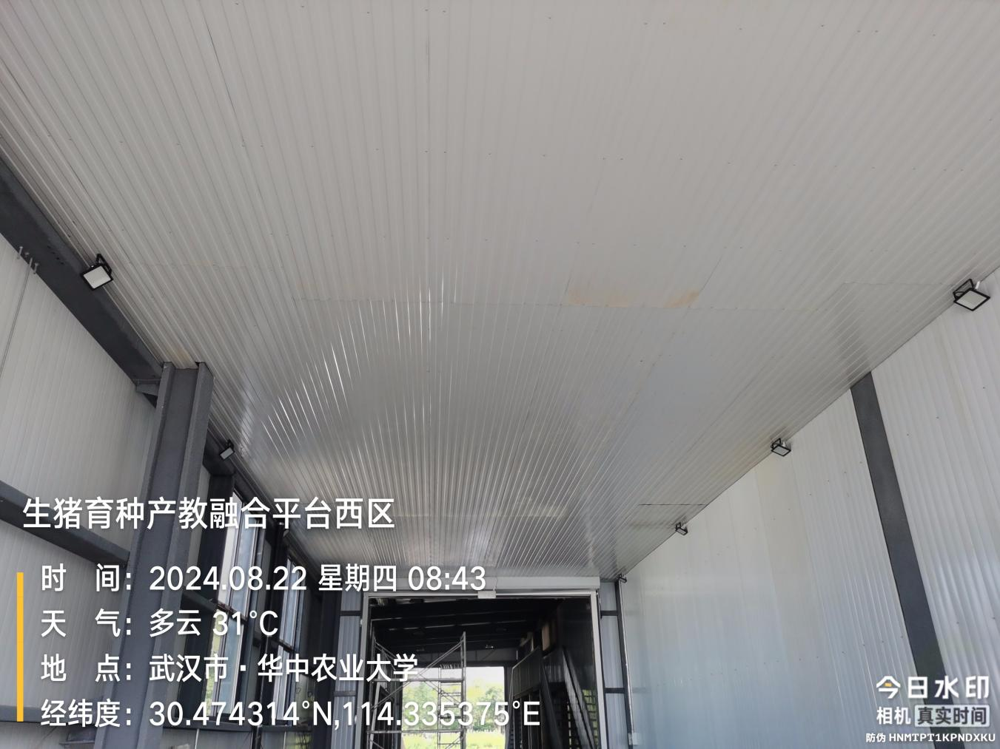 生猪育种产教融合平台西区
时 间：2024.08.22 星期四 08:43
天 气：多云 31°C
地 点：武汉市·华中农业大学
经纬度：30.474314°N,114.335375°E
今日水印
相机 真实时间
防伪 HNMTPT1KPNDXKU